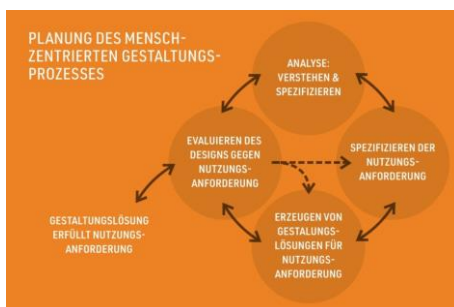 PLANUNG DES MENSCH-
ZENTRIERTEN GESTALTUNGS-
PROZESSES
ANALYSE:
VERSTEHEN &
SPEZIFIZIEREN
EVALUIEREN DES
DESIGNS GEGEN
NUTZUNGS-
ANFORDERUNG
SPEZIFIZIEREN DER
NUTZUNGS-
ANFORDERUNG
GESTALTUNGSLÖSUNG
ERFÜLLT NUTZUNGS-
ANFORDERUNG
ERZEUGEN VON
GESTALUNGS-
LÖSUNGEN FÜR
NUTZUNGS-
ANFORDERUNG